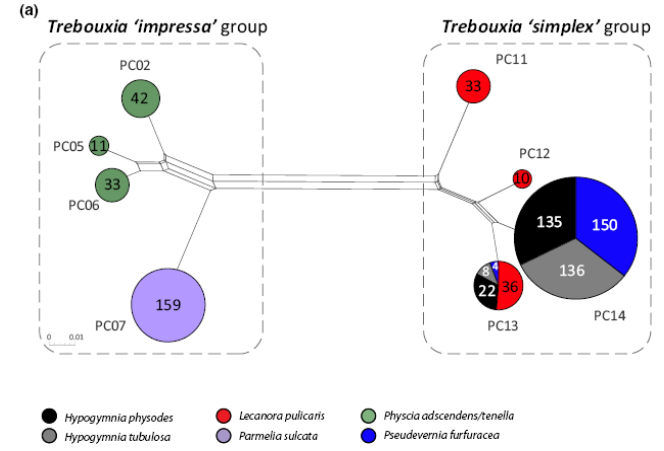 (a)
Trebouxia ‘impressa’ group
Trebouxia ‘simplex’ group
PC02
42
PC05
11
33
PC06
159
PC07
0
0.01
PC11
33
PC12
10
135
150
136
PC14
4
8
22
36
PC13
Hypogymnia physodes
Lecanora pulicaris
Physcia adscendens/tenella
Hypogymnia tubulosa
Parmelia sulcata
Pseudevernia furfuracea